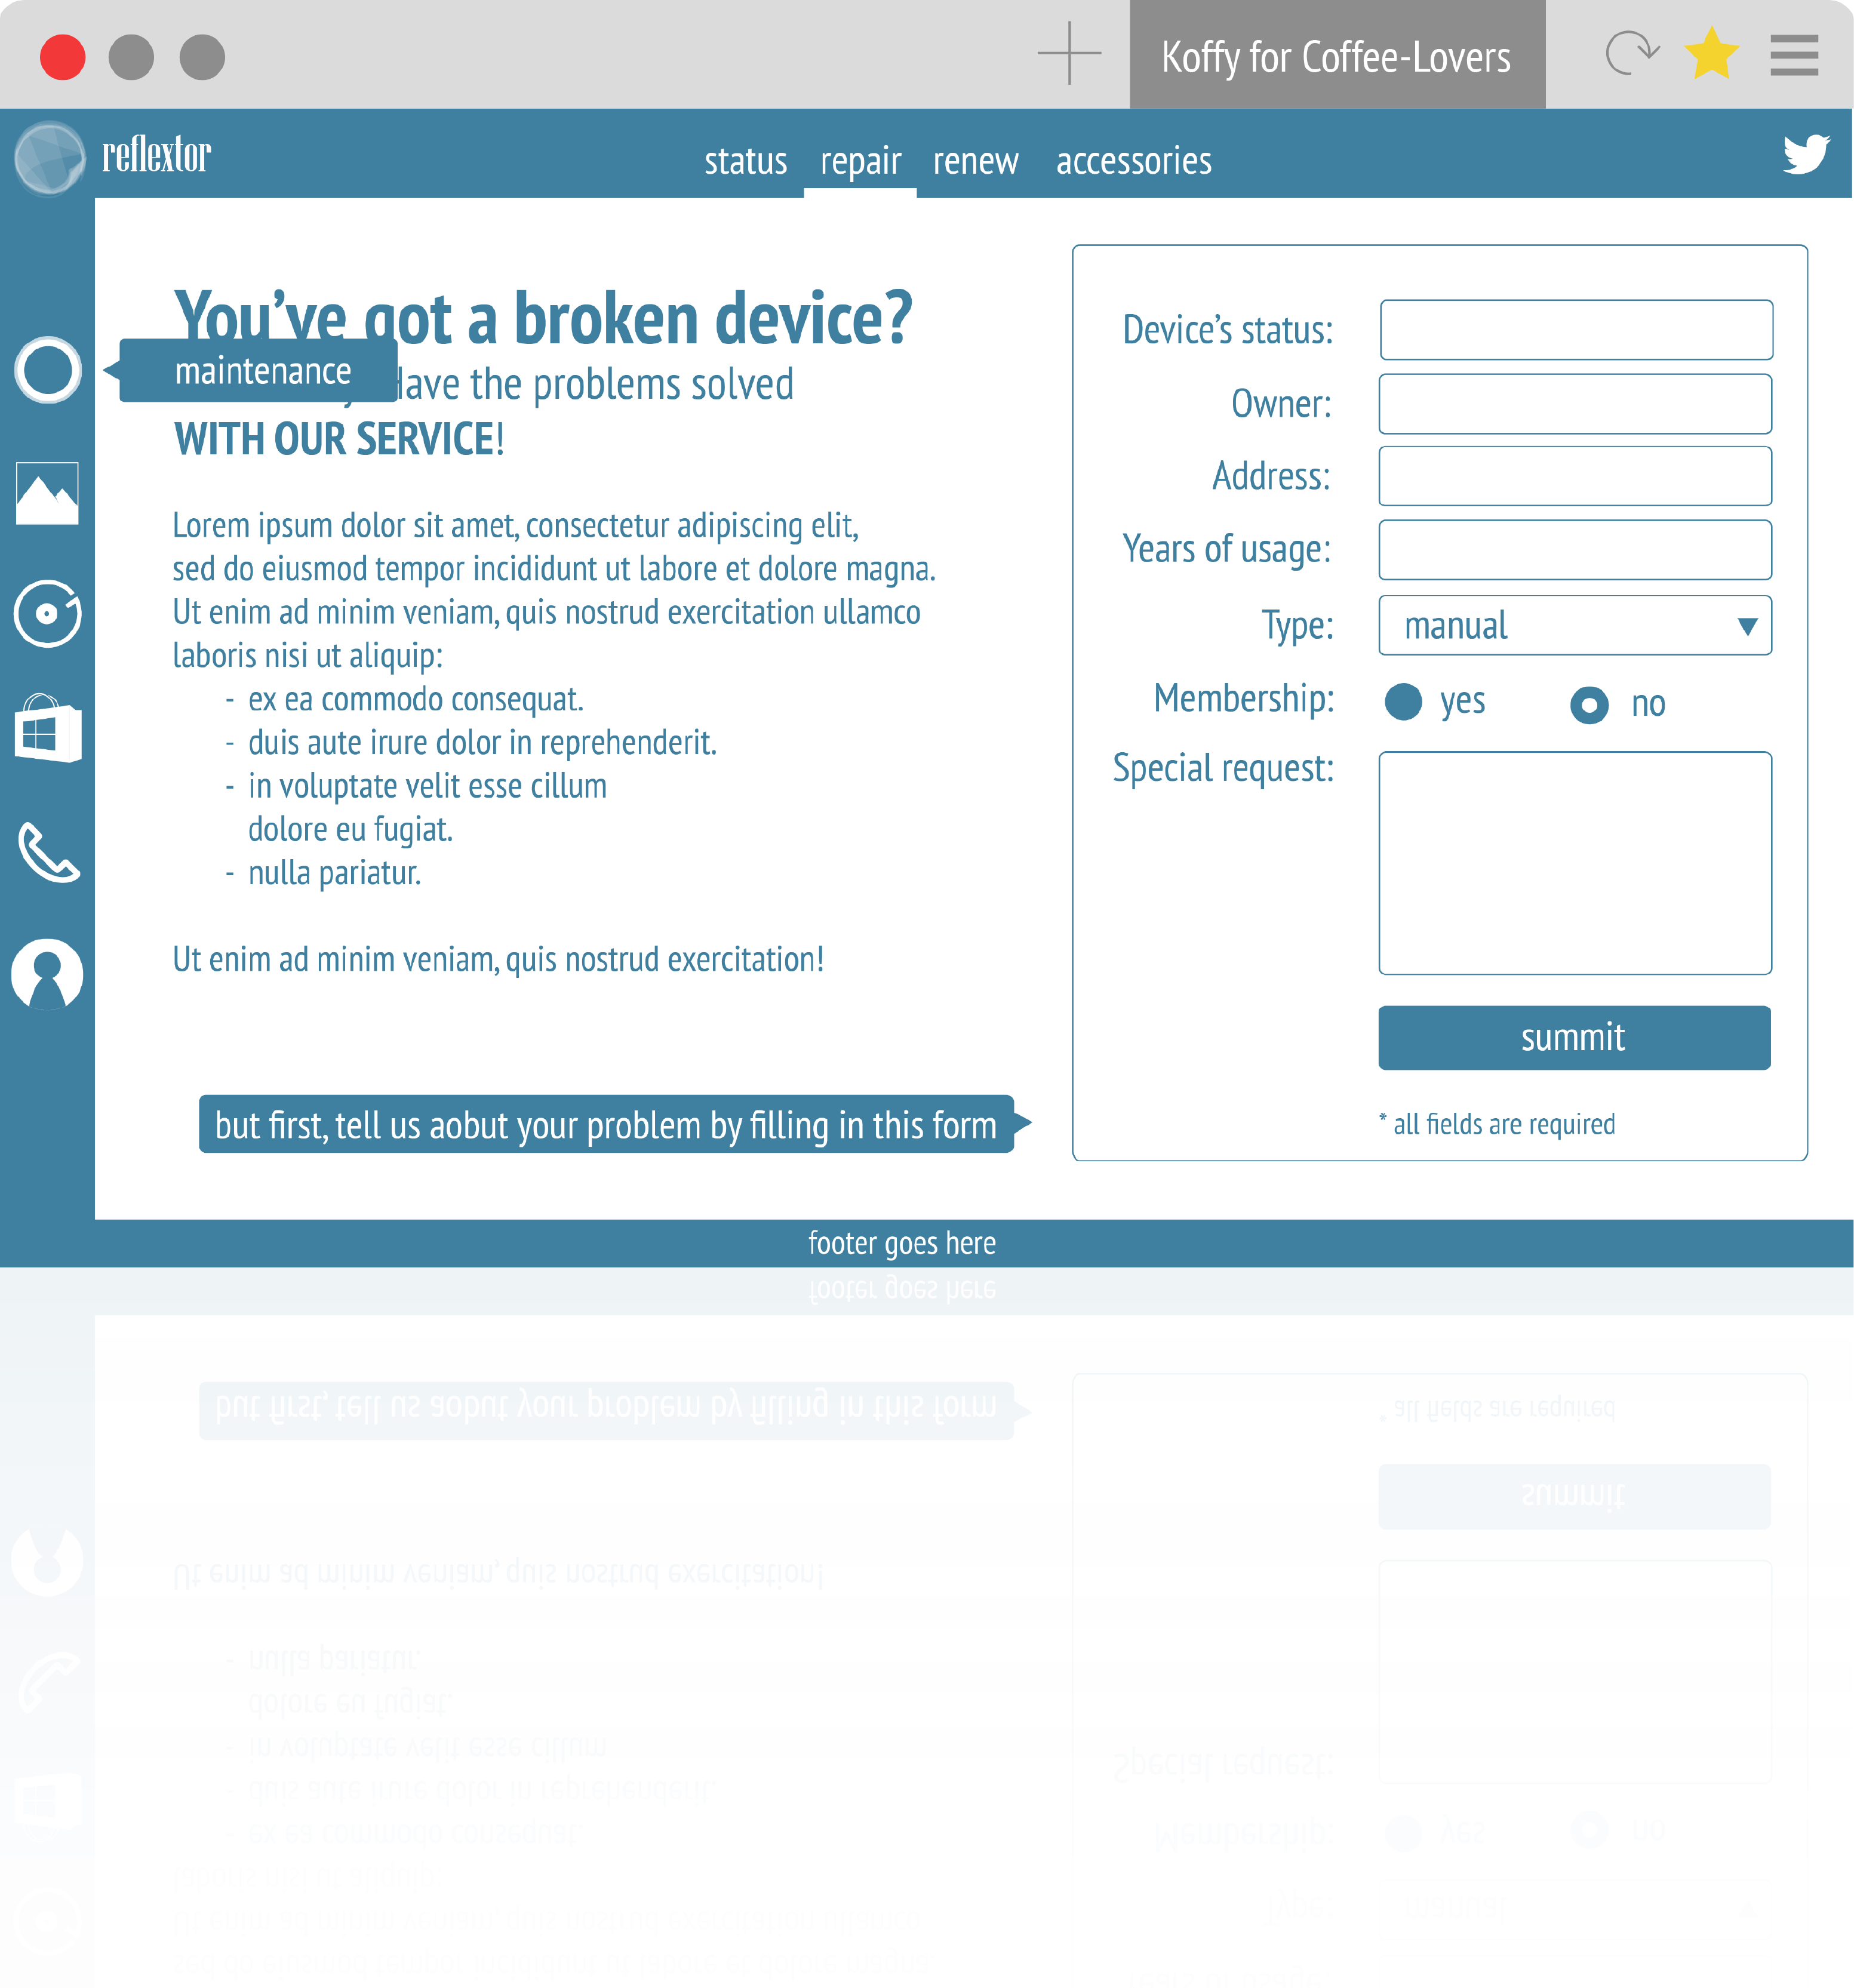 Koffy for Coffee-Lovers
reflextor
status repair renew accessories
You've got a broken device?
maintenance
the problems solved
WITH OUR SERVICE!
Lorem ipsum dolor sit amet, consectetur adipiscing elit,
sed do eiusmod tempor incididunt ut labore et dolore magna.
Ut enim ad minim veniam, quis nostrud exercitation ullamco
laboris nisi ut aliquip:
- ex ea commodo consequat.
- duis aute irure dolor in reprehenderit.
- in voluptate velit esse cillum
dolore eu fugiat.
- nulla pariatur.
Ut enim ad minim veniam, quis nostrud exercitation!
but first, tell us aobut your problem by filling in this form
Device's status:
Owner:
Address:
Years of usage:
Type: manual
Membership: yes no
Special request:
summit
* all fields are required
footer goes here